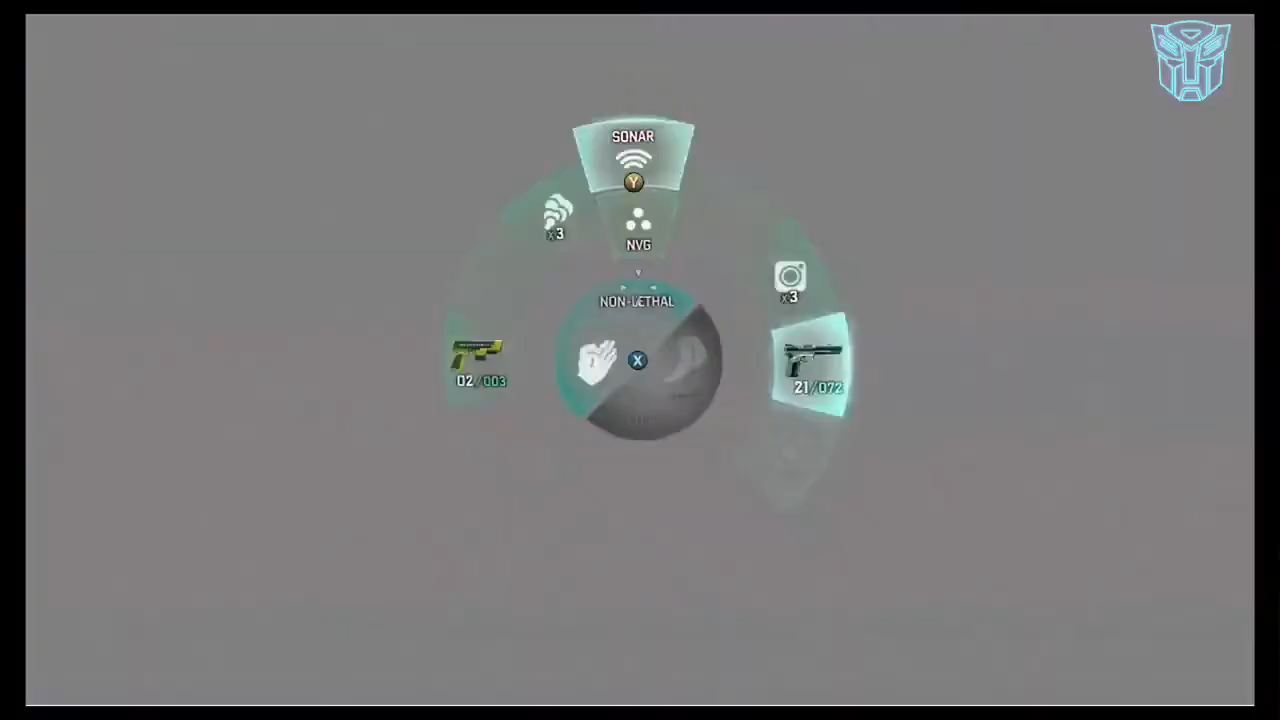 SONAR
Y
x3
NVG
x3
NON-LETHAL
X
02/003
21/072